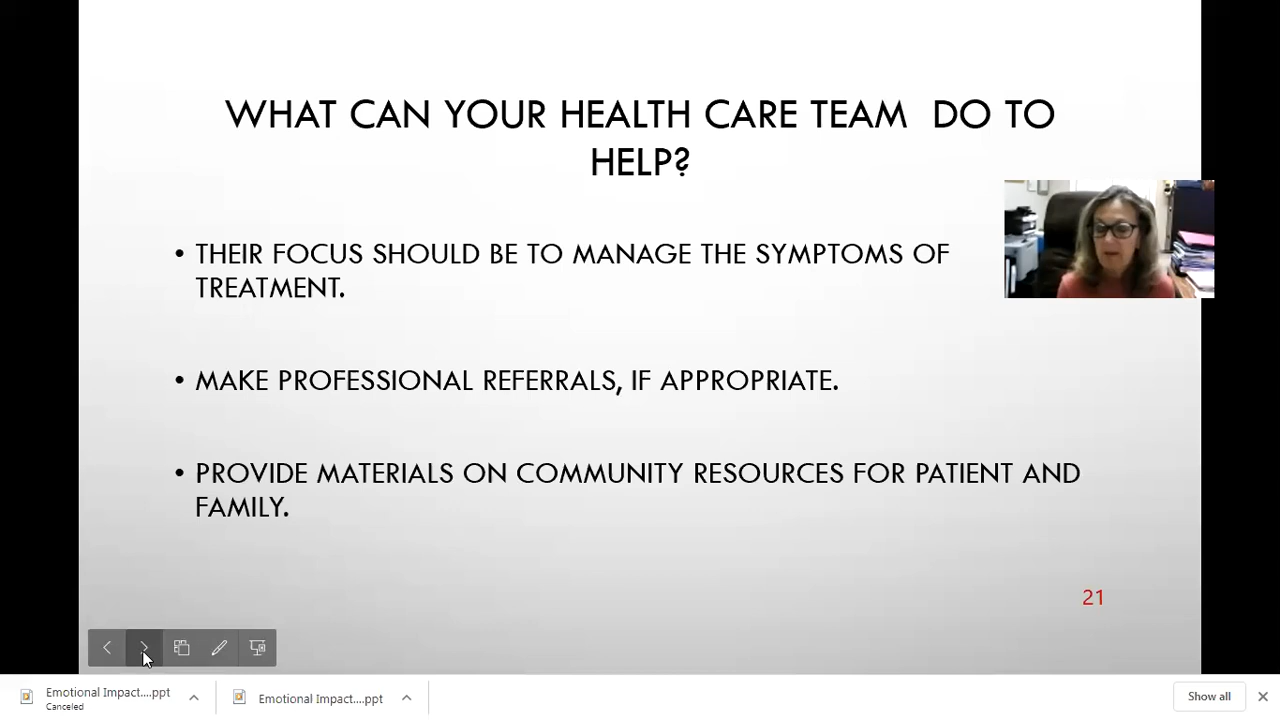 WHAT CAN YOUR HEALTH CARE TEAM DO TO
HELP?
• THEIR FOCUS SHOULD BE TO MANAGE THE SYMPTOMS OF
TREATMENT.
• MAKE PROFESSIONAL REFERRALS, IF APPROPRIATE.
• PROVIDE MATERIALS ON COMMUNITY RESOURCES FOR PATIENT AND
FAMILY.
21
Emotional Impact....ppt
Canceled
Emotional Impact....ppt
Show all